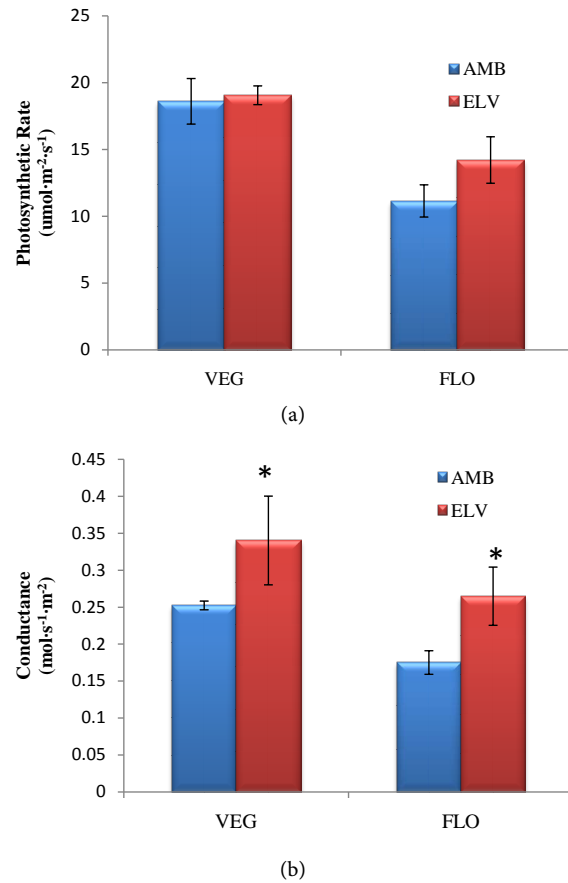 25
20
15
10
5
0
Photosynthetic Rate
(umol·m⁻²·s⁻¹)
AMB
ELV
VEG FLO
(a)
0.45
0.4
0.35
0.3
0.25
0.2
0.15
0.1
0.05
0
Conductance
(mol·s⁻¹·m⁻²)
AMB
ELV
*
*
VEG FLO
(b)